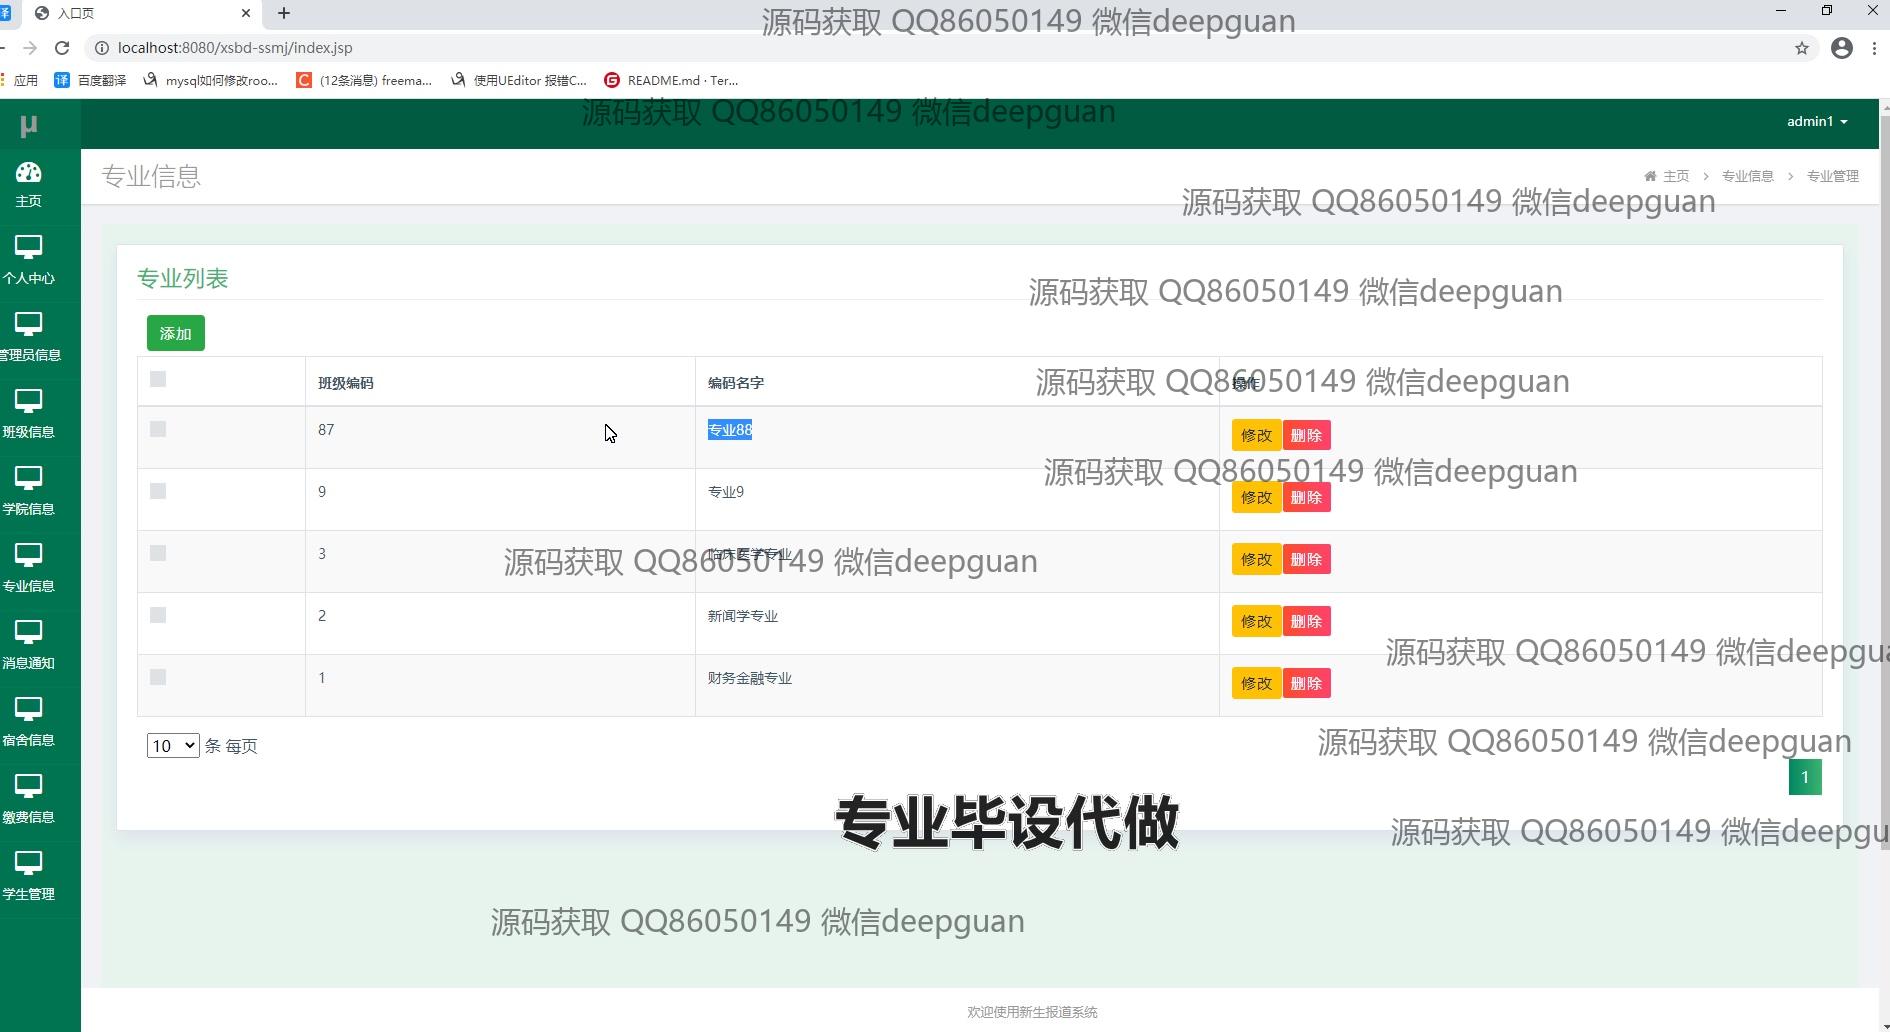 译
入口页
源码获取 QQ86050149 微信deepguan
localhost:8080/xsbd-ssmj/index.jsp
应用
译 百度翻译
mysql如何修改roo...
C (12条消息) freema...
使用UEditor 报错C...
G README.md · Ter...
源码获取 QQ86050149 微信deepguan
μ
admin1
主页
专业信息
主页 > 专业信息 > 专业管理
源码获取 QQ86050149 微信deepguan
个人中心
专业列表
源码获取 QQ86050149 微信deepguan
管理员信息
添加
班级编码 编码名字 操作
源码获取 QQ86050149 微信deepguan
班级信息
87 专业88 修改 删除
源码获取 QQ86050149 微信deepguan
学院信息
9 专业9 修改 删除
3 临床医学专业 修改 删除
源码获取 QQ86050149 微信deepguan
专业信息
2 新闻学专业 修改 删除
源码获取 QQ86050149 微信deepgua
消息通知
1 财务金融专业 修改 删除
宿舍信息
10 条 每页
源码获取 QQ86050149 微信deepguan
1
缴费信息
专业毕设代做
源码获取 QQ86050149 微信deepgu
学生管理
源码获取 QQ86050149 微信deepguan
欢迎使用新生报道系统